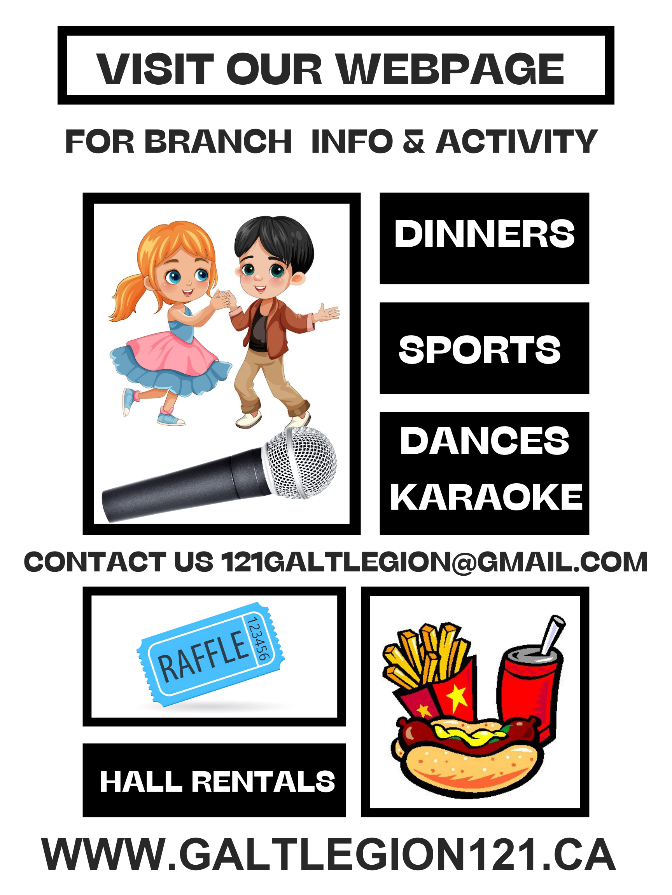 VISIT OUR WEBPAGE
FOR BRANCH INFO & ACTIVITY
DINNERS
SPORTS
DANCES
KARAOKE
CONTACT US 121GALTLEGION@GMAIL.COM
RAFFLE
123456
HALL RENTALS
WWW.GALTLEGION121.CA